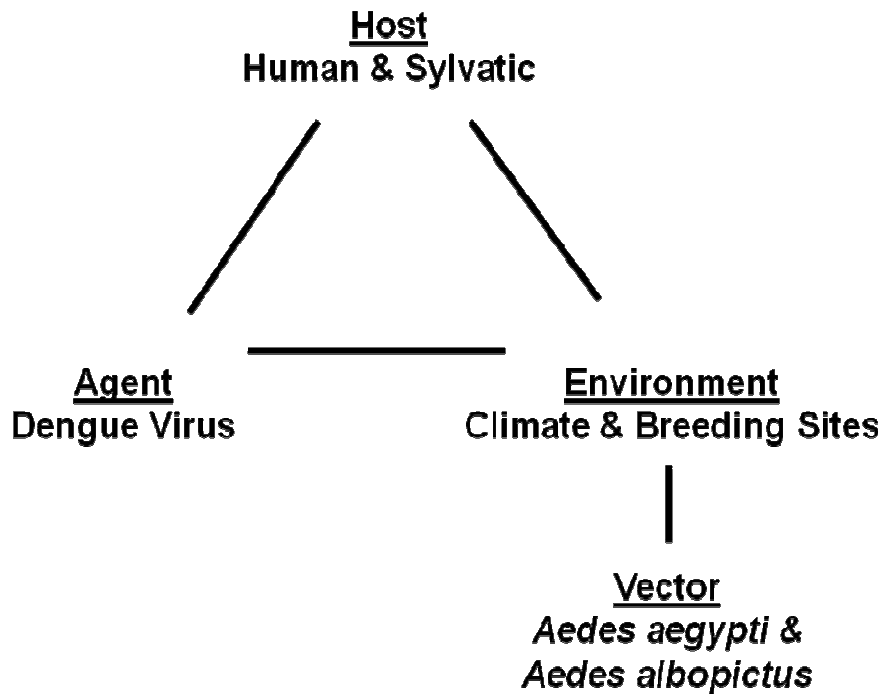 Host
Human & Sylvatic
Agent
Dengue Virus
Environment
Climate & Breeding Sites
Vector
Aedes aegypti &
Aedes albopictus